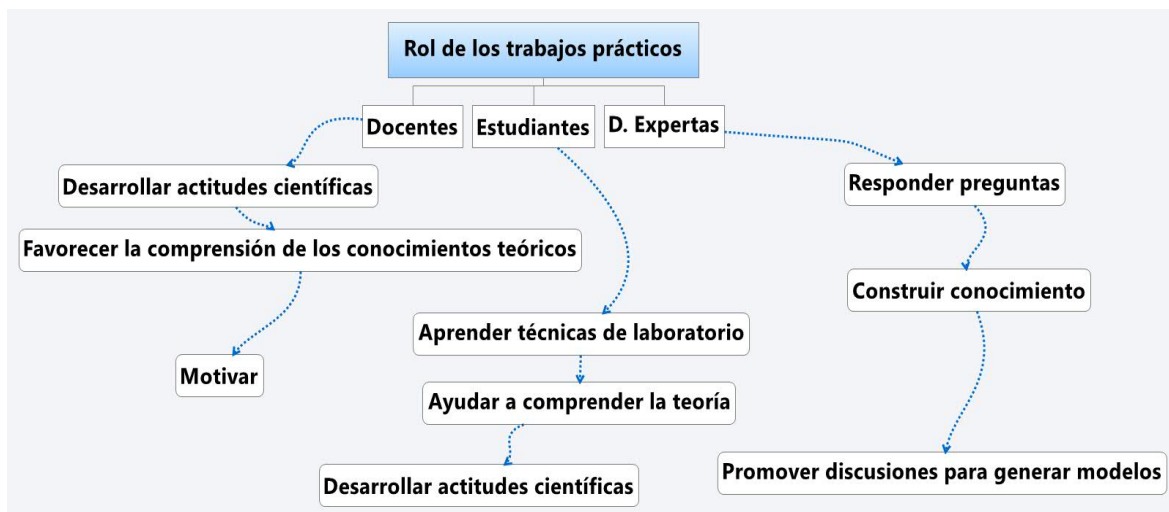 Rol de los trabajos prácticos
Docentes
Estudiantes
D. Expertas
Desarrollar actitudes científicas
Favorecer la comprensión de los conocimientos teóricos
Motivar
Aprender técnicas de laboratorio
Ayudar a comprender la teoría
Desarrollar actitudes científicas
Responder preguntas
Construir conocimiento
Promover discusiones para generar modelos